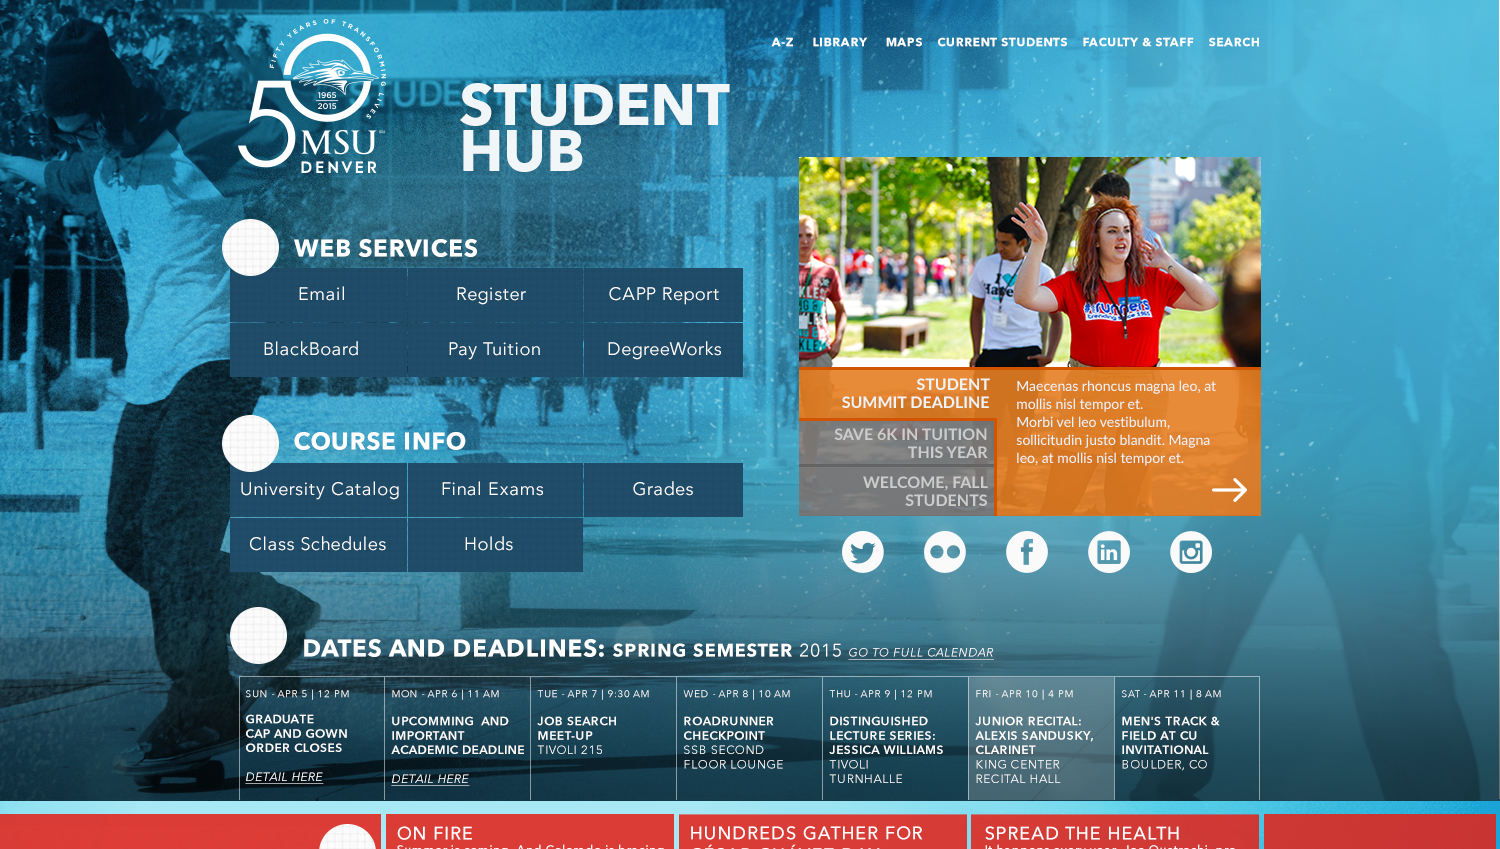 A-Z LIBRARY MAPS CURRENT STUDENTS FACULTY & STAFF SEARCH
FIFTY YEARS OF TRANSFORMING LIVES
1965
2015
50
MSU
DENVER
STUDENT
HUB
WEB SERVICES
Email Register CAPP Report
BlackBoard Pay Tuition DegreeWorks
COURSE INFO
University Catalog Final Exams Grades
Class Schedules Holds
#runners
trending since 1965
STUDENT
SUMMIT DEADLINE
SAVE 6K IN TUITION
THIS YEAR
WELCOME, FALL
STUDENTS
Maecenas rhoncus magna leo, at
mollis nisl tempor et.
Morbi vel leo vestibulum,
sollicitudin justo blandit. Magna
leo, at mollis nisl tempor et.
DATES AND DEADLINES: SPRING SEMESTER 2015 GO TO FULL CALENDAR
SUN - APR 5 | 12 PM
GRADUATE
CAP AND GOWN
ORDER CLOSES
DETAIL HERE
MON - APR 6 | 11 AM
UPCOMMING AND
IMPORTANT
ACADEMIC DEADLINE
DETAIL HERE
TUE - APR 7 | 9:30 AM
JOB SEARCH
MEET-UP
TIVOLI 215
WED - APR 8 | 10 AM
ROADRUNNER
CHECKPOINT
SSB SECOND
FLOOR LOUNGE
THU - APR 9 | 12 PM
DISTINGUISHED
LECTURE SERIES:
JESSICA WILLIAMS
TIVOLI
TURNHALLE
FRI - APR 10 | 4 PM
JUNIOR RECITAL:
ALEXIS SANDUSKY,
CLARINET
KING CENTER
RECITAL HALL
SAT - APR 11 | 8 AM
MEN'S TRACK &
FIELD AT CU
INVITATIONAL
BOULDER, CO
ON FIRE
HUNDREDS GATHER FOR
SPREAD THE HEALTH